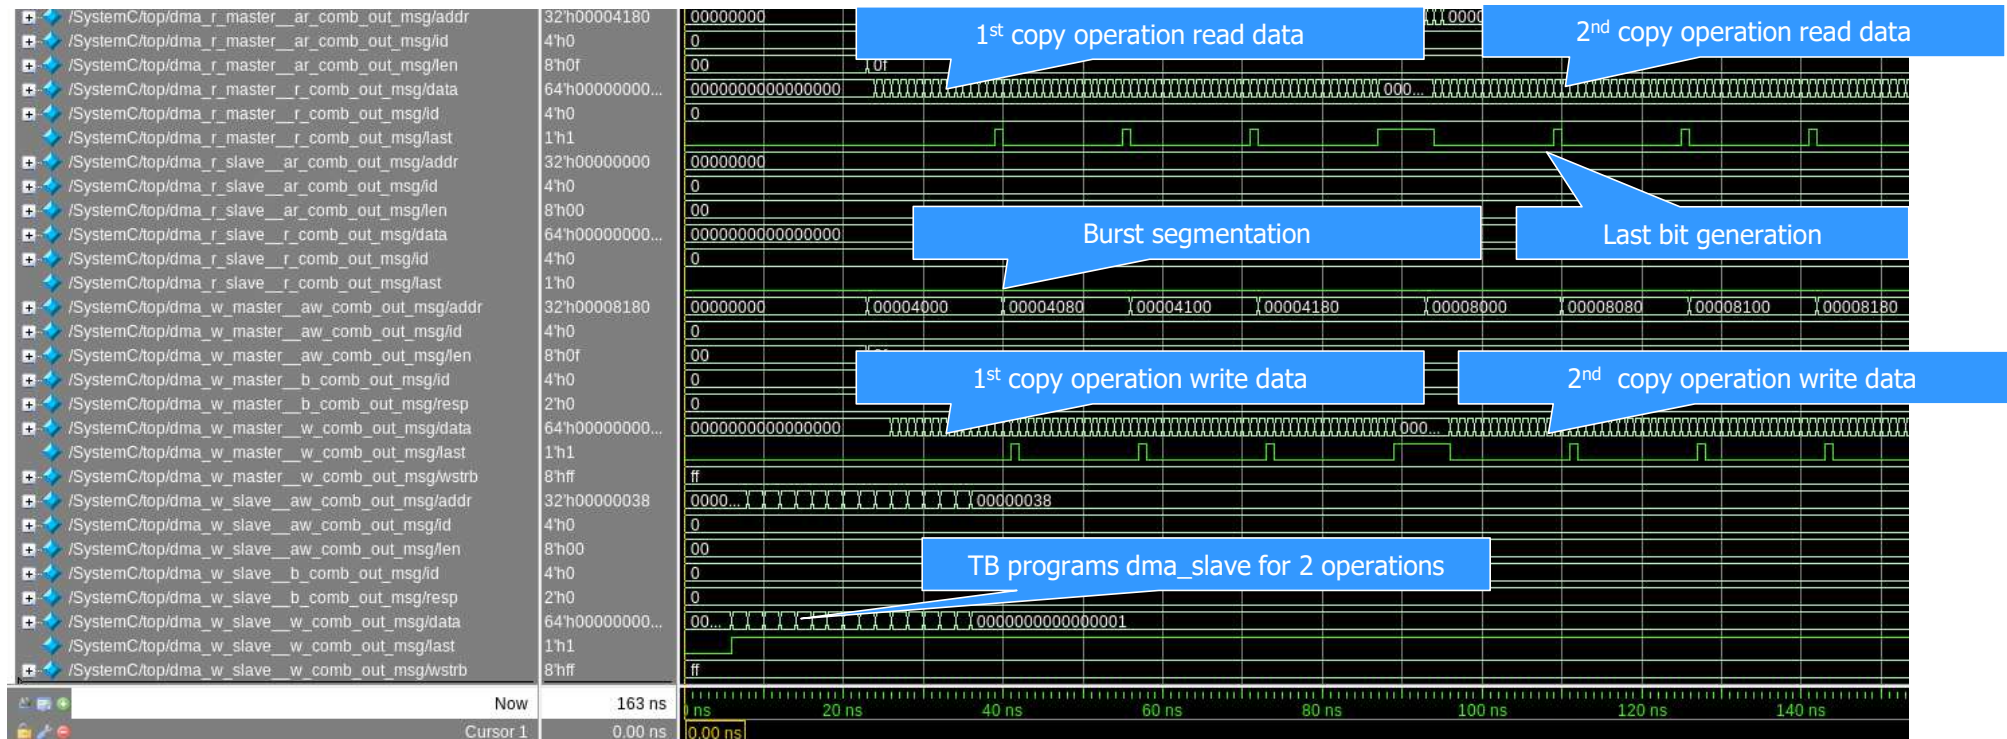 /SystemC/top/dma_r_master__ar_comb_out_msg/addr 32'h00004180 00000000 0000
/SystemC/top/dma_r_master__ar_comb_out_msg/id 4'h0 0
1st copy operation read data
2nd copy operation read data
/SystemC/top/dma_r_master__ar_comb_out_msg/len 8'h0f 00 0f
/SystemC/top/dma_r_master__r_comb_out_msg/data 64'h00000000... 0000000000000000 000...
/SystemC/top/dma_r_master__r_comb_out_msg/id 4'h0 0
/SystemC/top/dma_r_master__r_comb_out_msg/last 1'h1
/SystemC/top/dma_r_slave__ar_comb_out_msg/addr 32'h00000000 00000000
/SystemC/top/dma_r_slave__ar_comb_out_msg/id 4'h0 0
/SystemC/top/dma_r_slave__ar_comb_out_msg/len 8'h00 00
/SystemC/top/dma_r_slave__r_comb_out_msg/data 64'h00000000... 0000000000000000
Burst segmentation
Last bit generation
/SystemC/top/dma_r_slave__r_comb_out_msg/id 4'h0 0
/SystemC/top/dma_r_slave__r_comb_out_msg/last 1'h0
/SystemC/top/dma_w_master__aw_comb_out_msg/addr 32'h00008180 00000000 00004000 00004080 00004100 00004180 00008000 00008080 00008100 00008180
/SystemC/top/dma_w_master__aw_comb_out_msg/id 4'h0 0
/SystemC/top/dma_w_master__aw_comb_out_msg/len 8'h0f 00
/SystemC/top/dma_w_master__b_comb_out_msg/id 4'h0 0
1st copy operation write data
2nd copy operation write data
/SystemC/top/dma_w_master__b_comb_out_msg/resp 2'h0 0
/SystemC/top/dma_w_master__w_comb_out_msg/data 64'h00000000... 0000000000000000 000...
/SystemC/top/dma_w_master__w_comb_out_msg/last 1'h1
/SystemC/top/dma_w_master__w_comb_out_msg/wstrb 8'hff ff
/SystemC/top/dma_w_slave__aw_comb_out_msg/addr 32'h00000038 0000... 00000038
/SystemC/top/dma_w_slave__aw_comb_out_msg/id 4'h0 0
/SystemC/top/dma_w_slave__aw_comb_out_msg/len 8'h00 00
/SystemC/top/dma_w_slave__b_comb_out_msg/id 4'h0 0
TB programs dma_slave for 2 operations
/SystemC/top/dma_w_slave__b_comb_out_msg/resp 2'h0 0
/SystemC/top/dma_w_slave__w_comb_out_msg/data 64'h00000000... 00... 0000000000000001
/SystemC/top/dma_w_slave__w_comb_out_msg/last 1'h1
/SystemC/top/dma_w_slave__w_comb_out_msg/wstrb 8'hff ff
Now 163 ns
ns 20 ns 40 ns 60 ns 80 ns 100 ns 120 ns 140 ns
Cursor 1 0.00 ns 0.00 ns